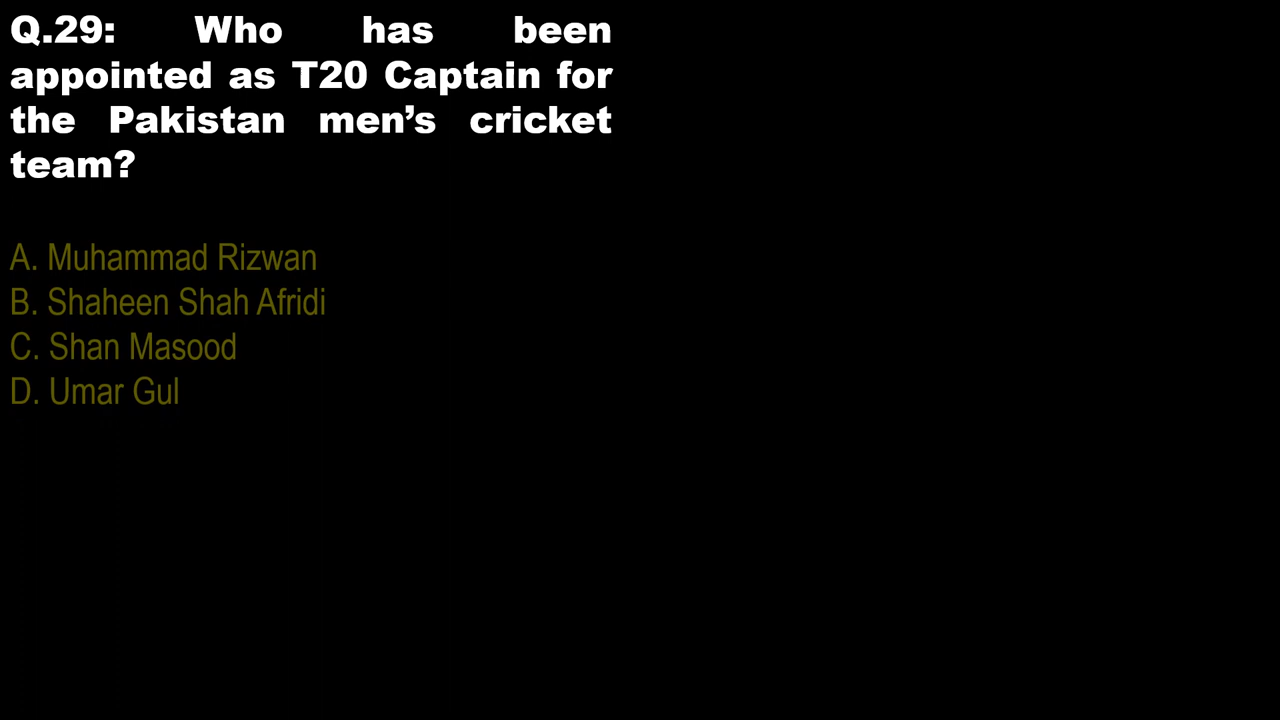 Q.29: Who has been
appointed as T20 Captain for
the Pakistan men’s cricket
team?
A. Muhammad Rizwan
B. Shaheen Shah Afridi
C. Shan Masood
D. Umar Gul